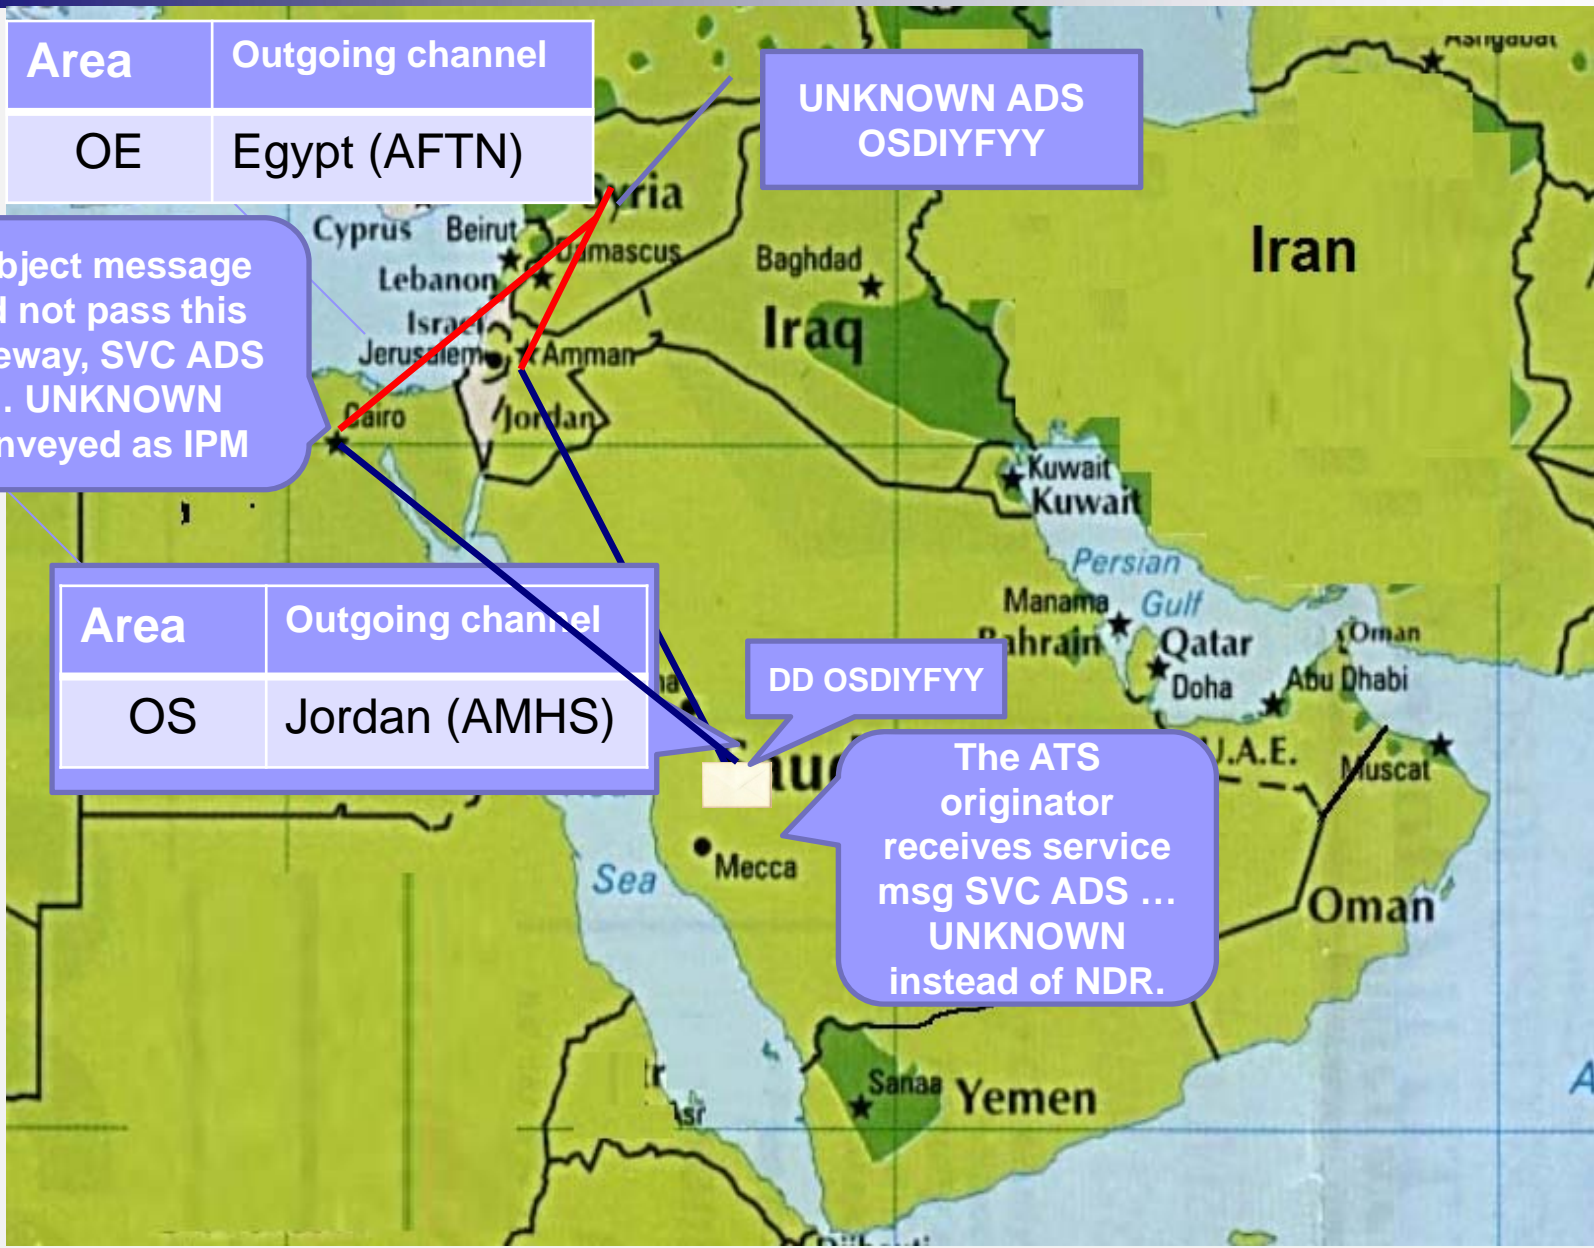 Area
Outgoing channel
OE
Egypt (AFTN)
UNKNOWN ADS
OSDIYFYY
Syria
Cyprus
Beirut
Damascus
Lebanon
Israel
Jerusalem
Amman
Cairo
Jordan
Baghdad
Iraq
Iran
bject message
d not pass this
eway, SVC ADS
. UNKNOWN
nveyed as IPM
Kuwait
Kuwait
Persian
Gulf
Manama
Bahrain
Qatar
Doha
Oman
Abu Dhabi
U.A.E.
Muscat
Area
Outgoing channel
OS
Jordan (AMHS)
DD OSDIYFYY
The ATS
originator
receives service
msg SVC ADS …
UNKNOWN
instead of NDR.
Mecca
Sea
Oman
Sanaa
Yemen